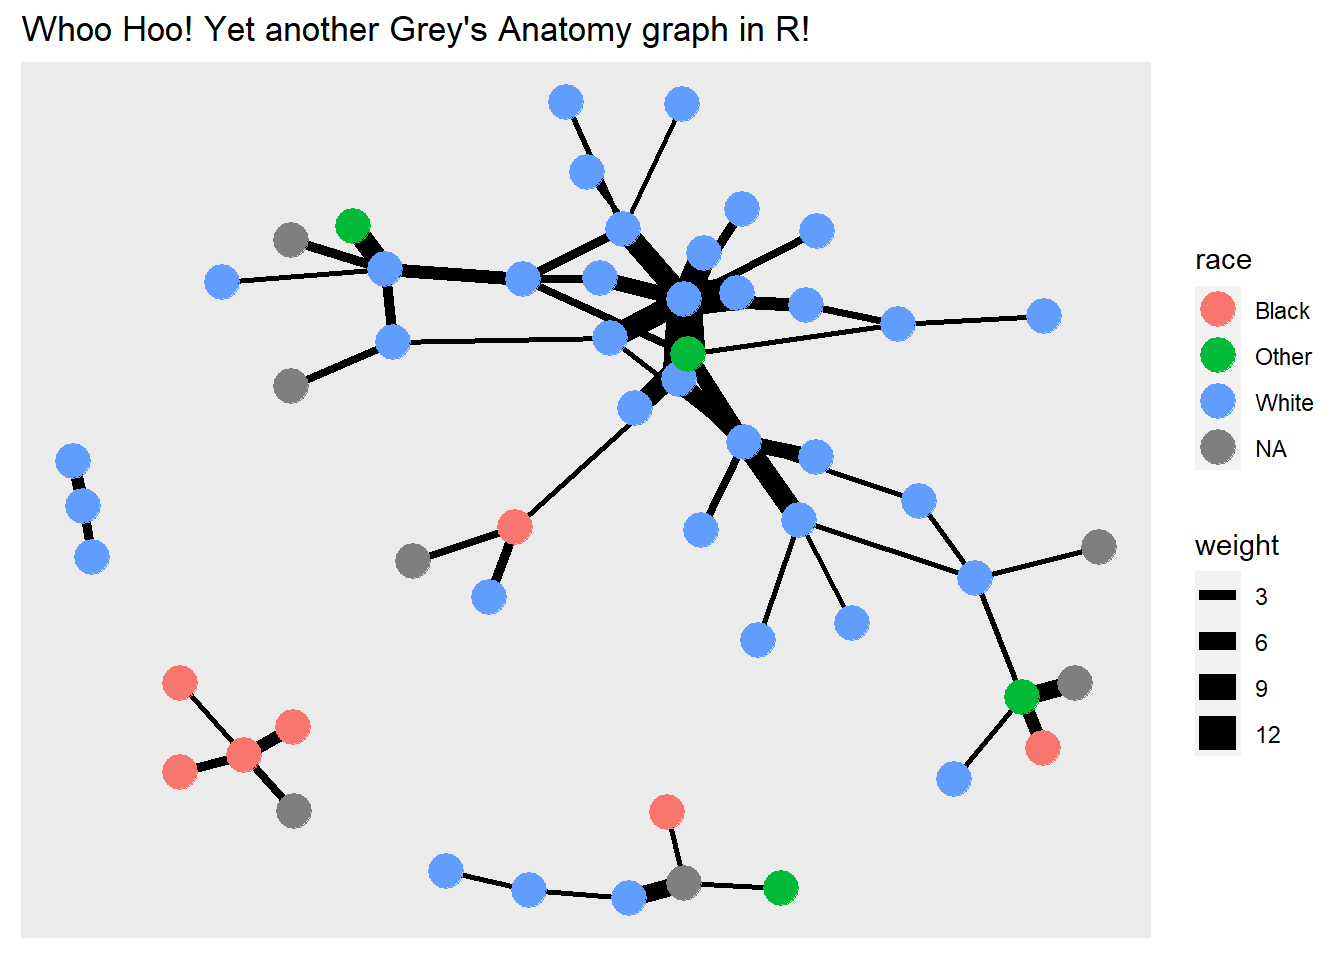 Whoo Hoo! Yet another Grey's Anatomy graph in R!
race
Black
Other
White
NA
weight
3
6
9
12